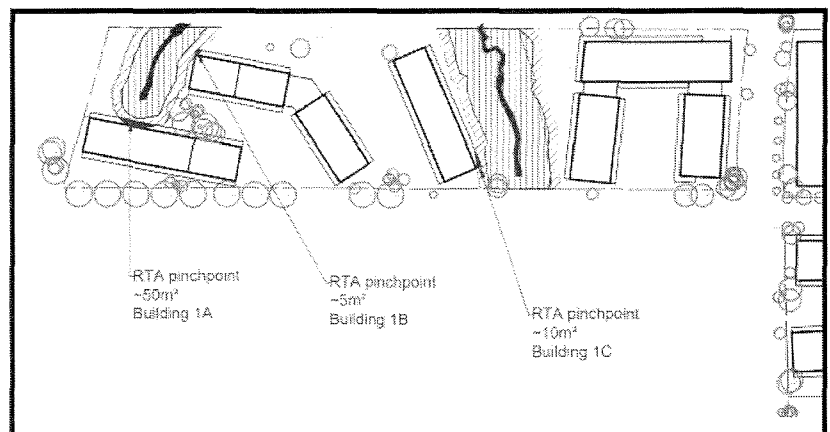 RTA pinchpoint
~50m²
Building 1A
RTA pinchpoint
~5m²
Building 1B
RTA pinchpoint
~10m²
Building 1C